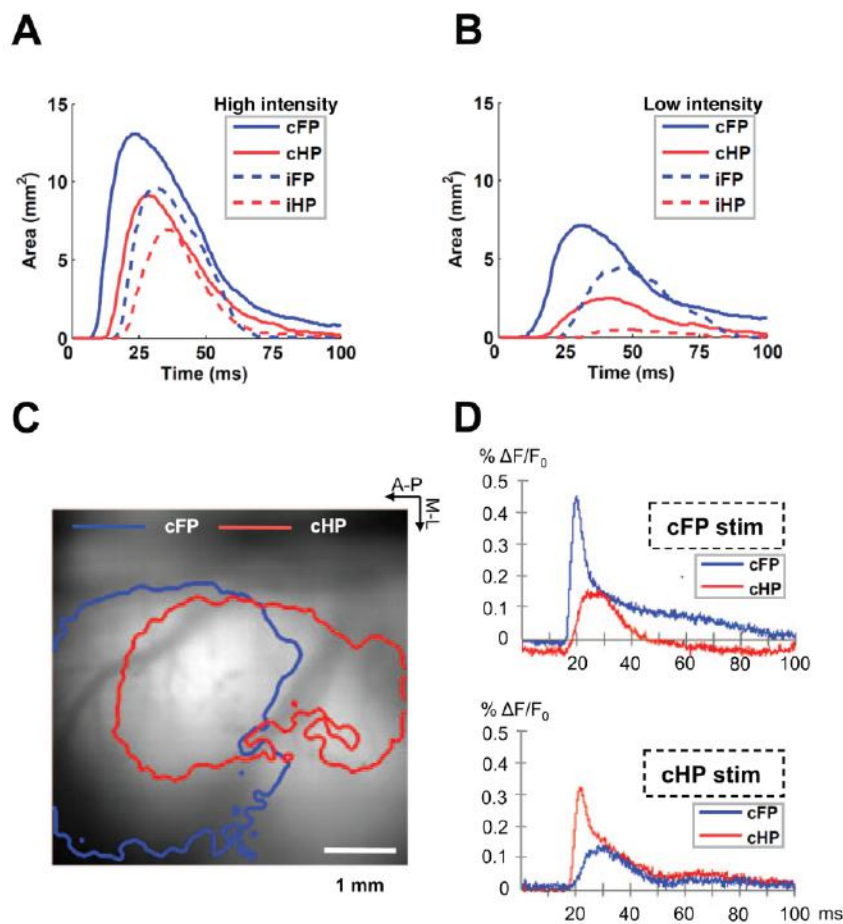 A
High intensity
cFP
cHP
iFP
iHP
15
10
5
0
Area (mm²)
0 25 50 75 100
Time (ms)
B
Low intensity
cFP
cHP
iFP
iHP
15
10
5
0
Area (mm²)
0 25 50 75 100
Time (ms)
C
A-P
M-L
cFP cHP
1 mm
D
% ΔF/F₀
0.5
0.4
0.3
0.2
0.1
0
cFP stim
cFP
cHP
20 40 60 80 100
% ΔF/F₀
0.5
0.4
0.3
0.2
0.1
0
cHP stim
cFP
cHP
20 40 60 80 100 ms